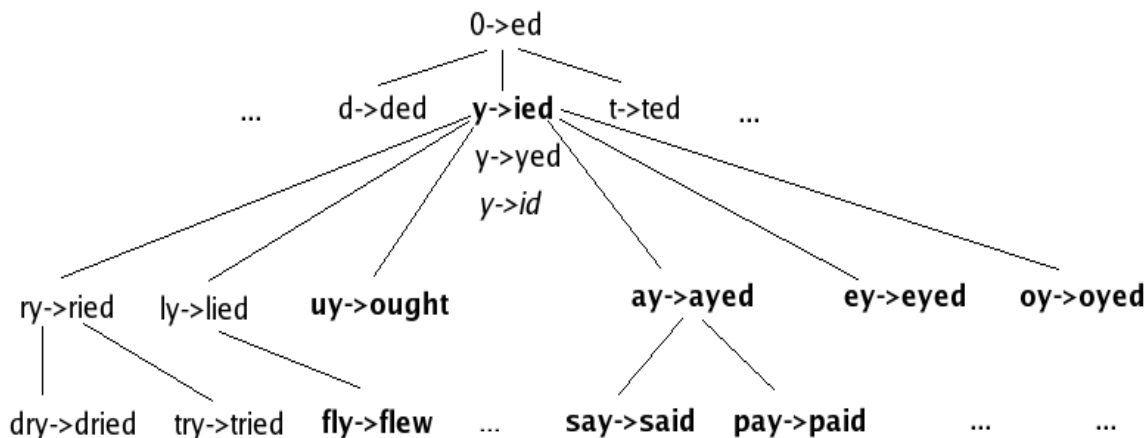 0->ed
... d->ded y->ied t->ted ...
y->yed
y->id
ry->ried ly->lied uy->ought ay->ayed ey->eyed oy->oyed
dry->dried try->tried fly->flew ... say->said pay->paid ... ...